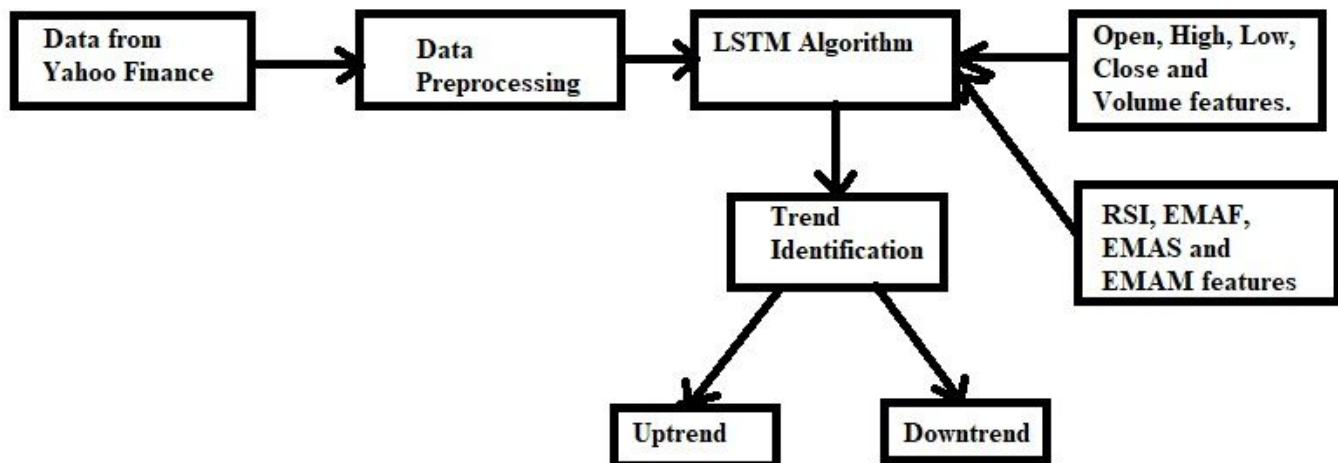 Data from
Yahoo Finance
Data
Preprocessing
LSTM Algorithm
Open, High, Low,
Close and
Volume features.
RSI, EMAF,
EMAS and
EMAM features
Trend
Identification
Uptrend
Downtrend